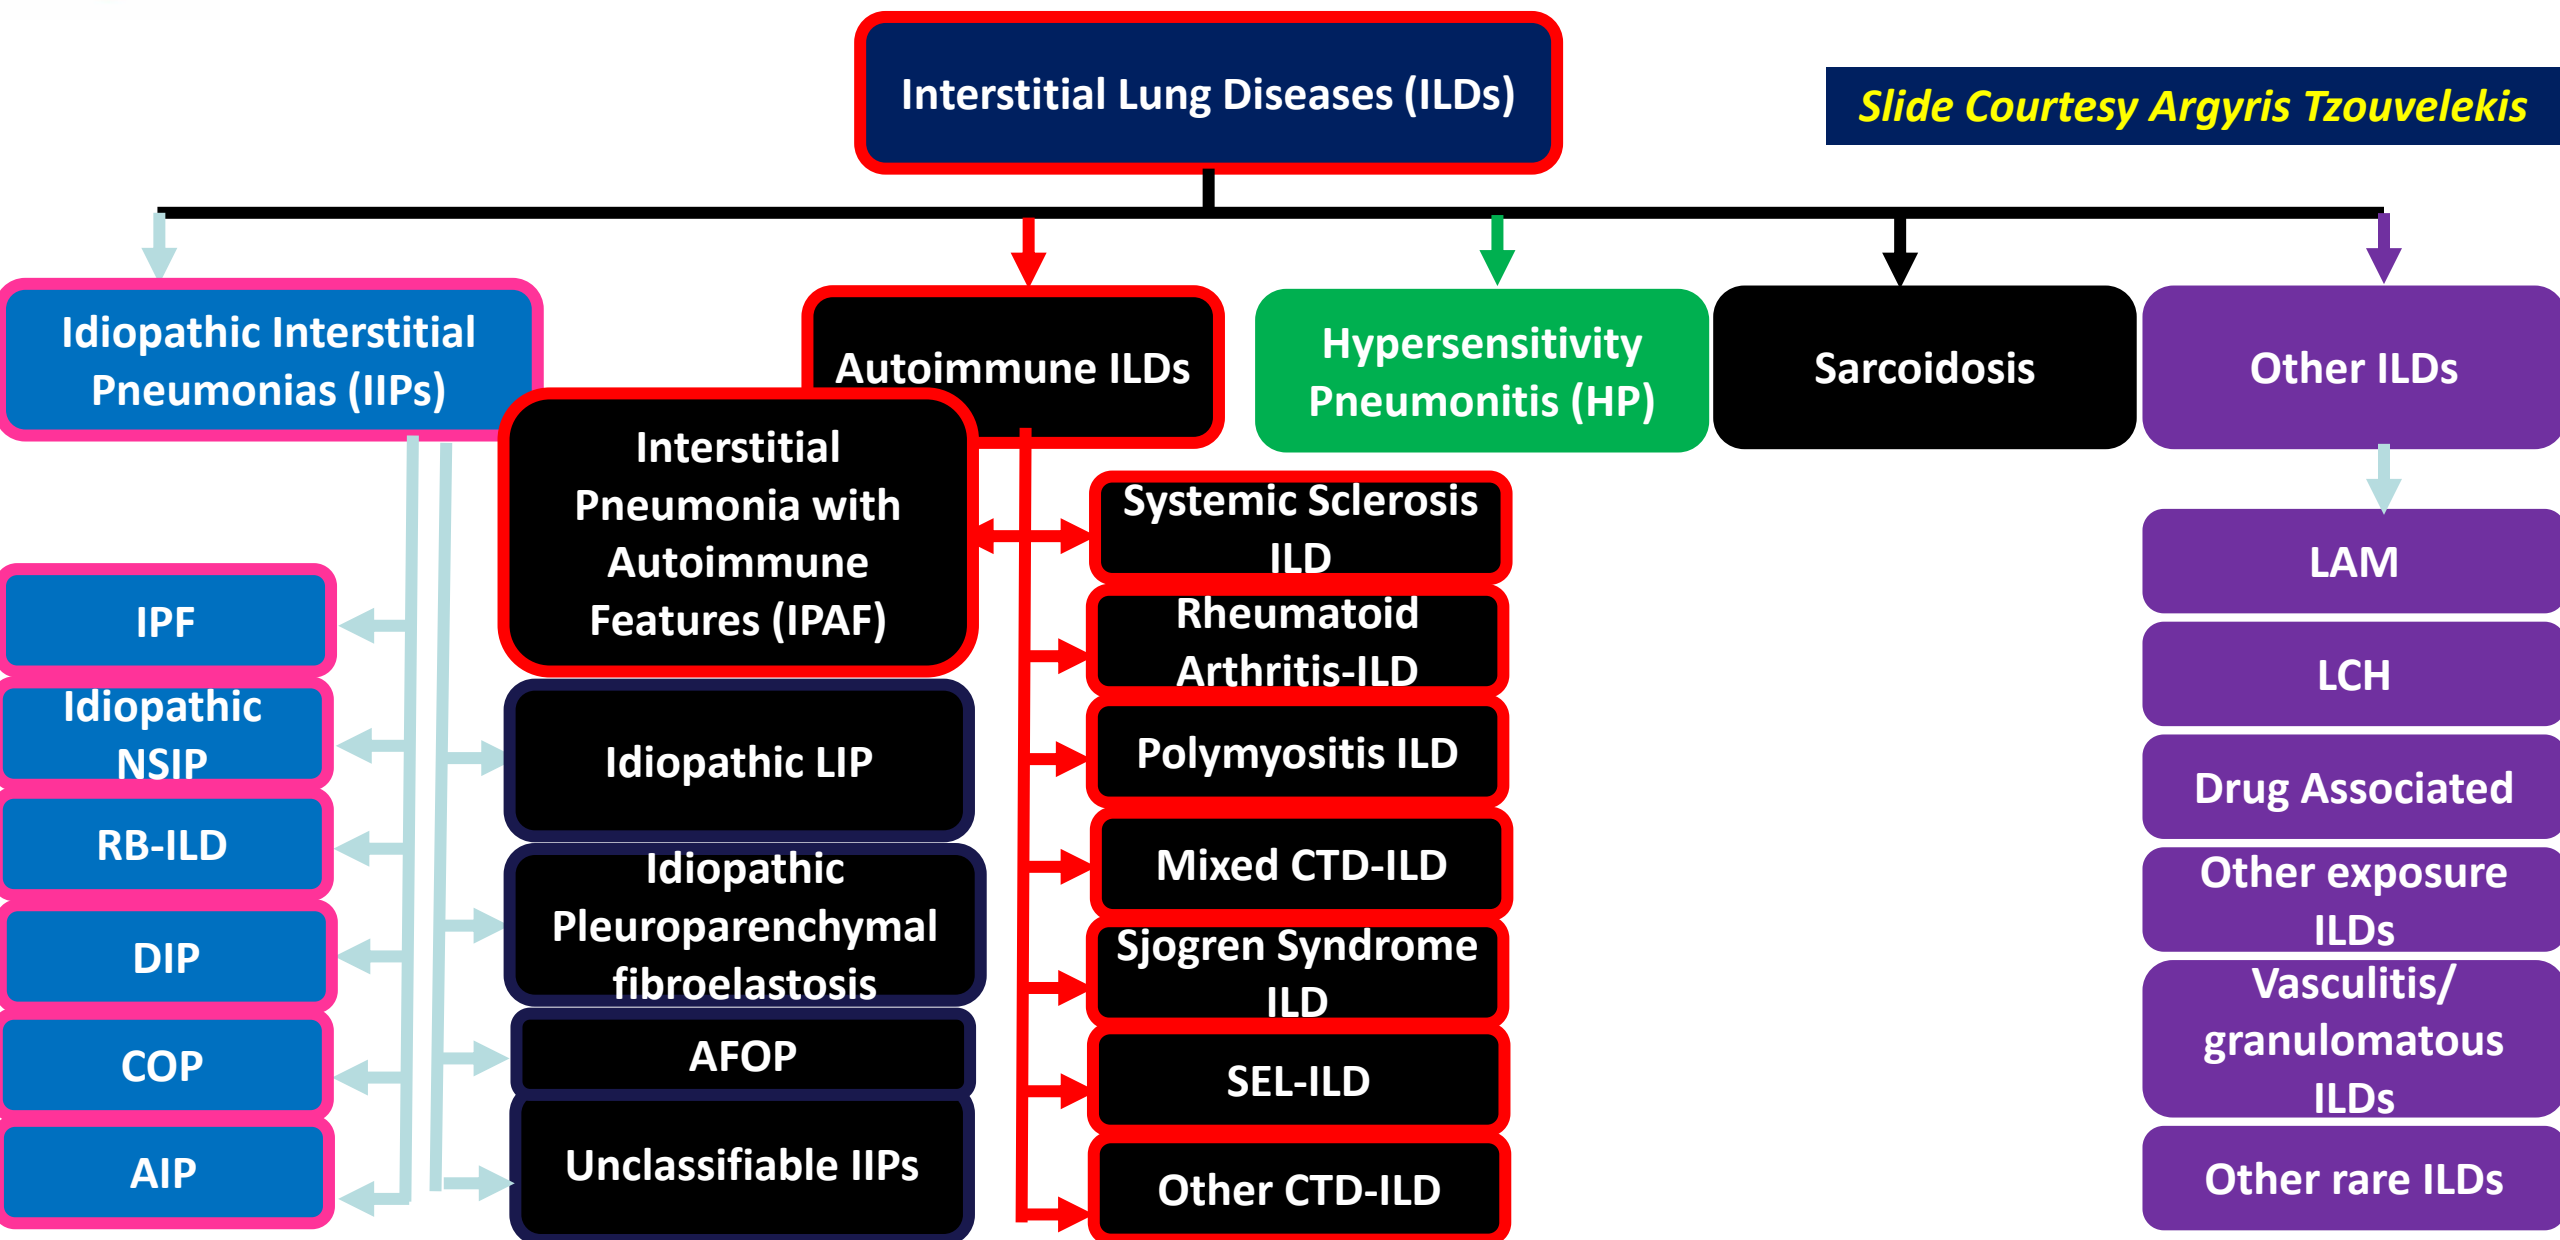 Interstitial Lung Diseases (ILDs)
Slide Courtesy Argyris Tzouvelekis
Idiopathic Interstitial
Pneumonias (IIPs)
Autoimmune ILDs
Hypersensitivity
Pneumonitis (HP)
Sarcoidosis
Other ILDs
IPF
Idiopathic
NSIP
RB-ILD
DIP
COP
AIP
Interstitial
Pneumonia with
Autoimmune
Features (IPAF)
Idiopathic LIP
Idiopathic
Pleuroparenchymal
fibroelastosis
AFOP
Unclassifiable IIPs
Systemic Sclerosis
ILD
Rheumatoid
Arthritis-ILD
Polymyositis ILD
Mixed CTD-ILD
Sjogren Syndrome
ILD
SEL-ILD
Other CTD-ILD
LAM
LCH
Drug Associated
Other exposure
ILDs
Vasculitis/
granulomatous
ILDs
Other rare ILDs